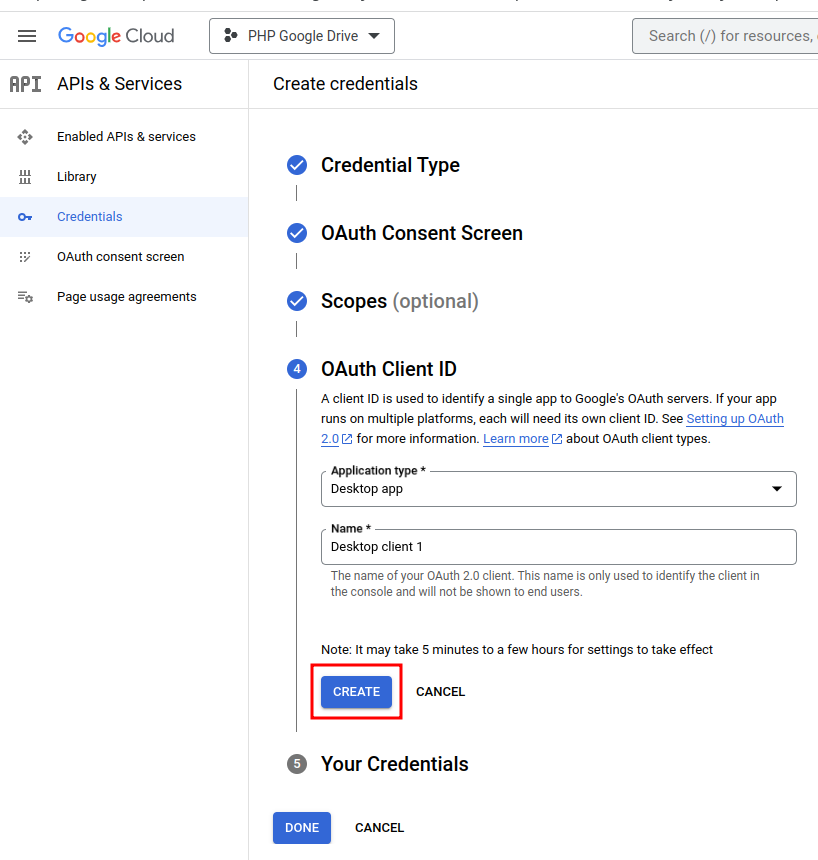 Google Cloud
PHP Google Drive
Search (/) for resources,
API
APIs & Services
Create credentials
Enabled APIs & services
Library
Credentials
OAuth consent screen
Page usage agreements
Credential Type
OAuth Consent Screen
Scopes (optional)
4
OAuth Client ID
A client ID is used to identify a single app to Google's OAuth servers. If your app
runs on multiple platforms, each will need its own client ID. See Setting up OAuth
2.0 for more information. Learn more about OAuth client types.
Application type *
Desktop app
Name *
Desktop client 1
The name of your OAuth 2.0 client. This name is only used to identify the client in
the console and will not be shown to end users.
Note: It may take 5 minutes to a few hours for settings to take effect
CREATE
CANCEL
5
Your Credentials
DONE
CANCEL